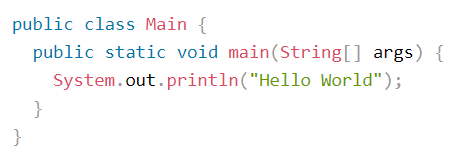 public class Main {
  public static void main(String[] args) {
    System.out.println("Hello World");
  }
}